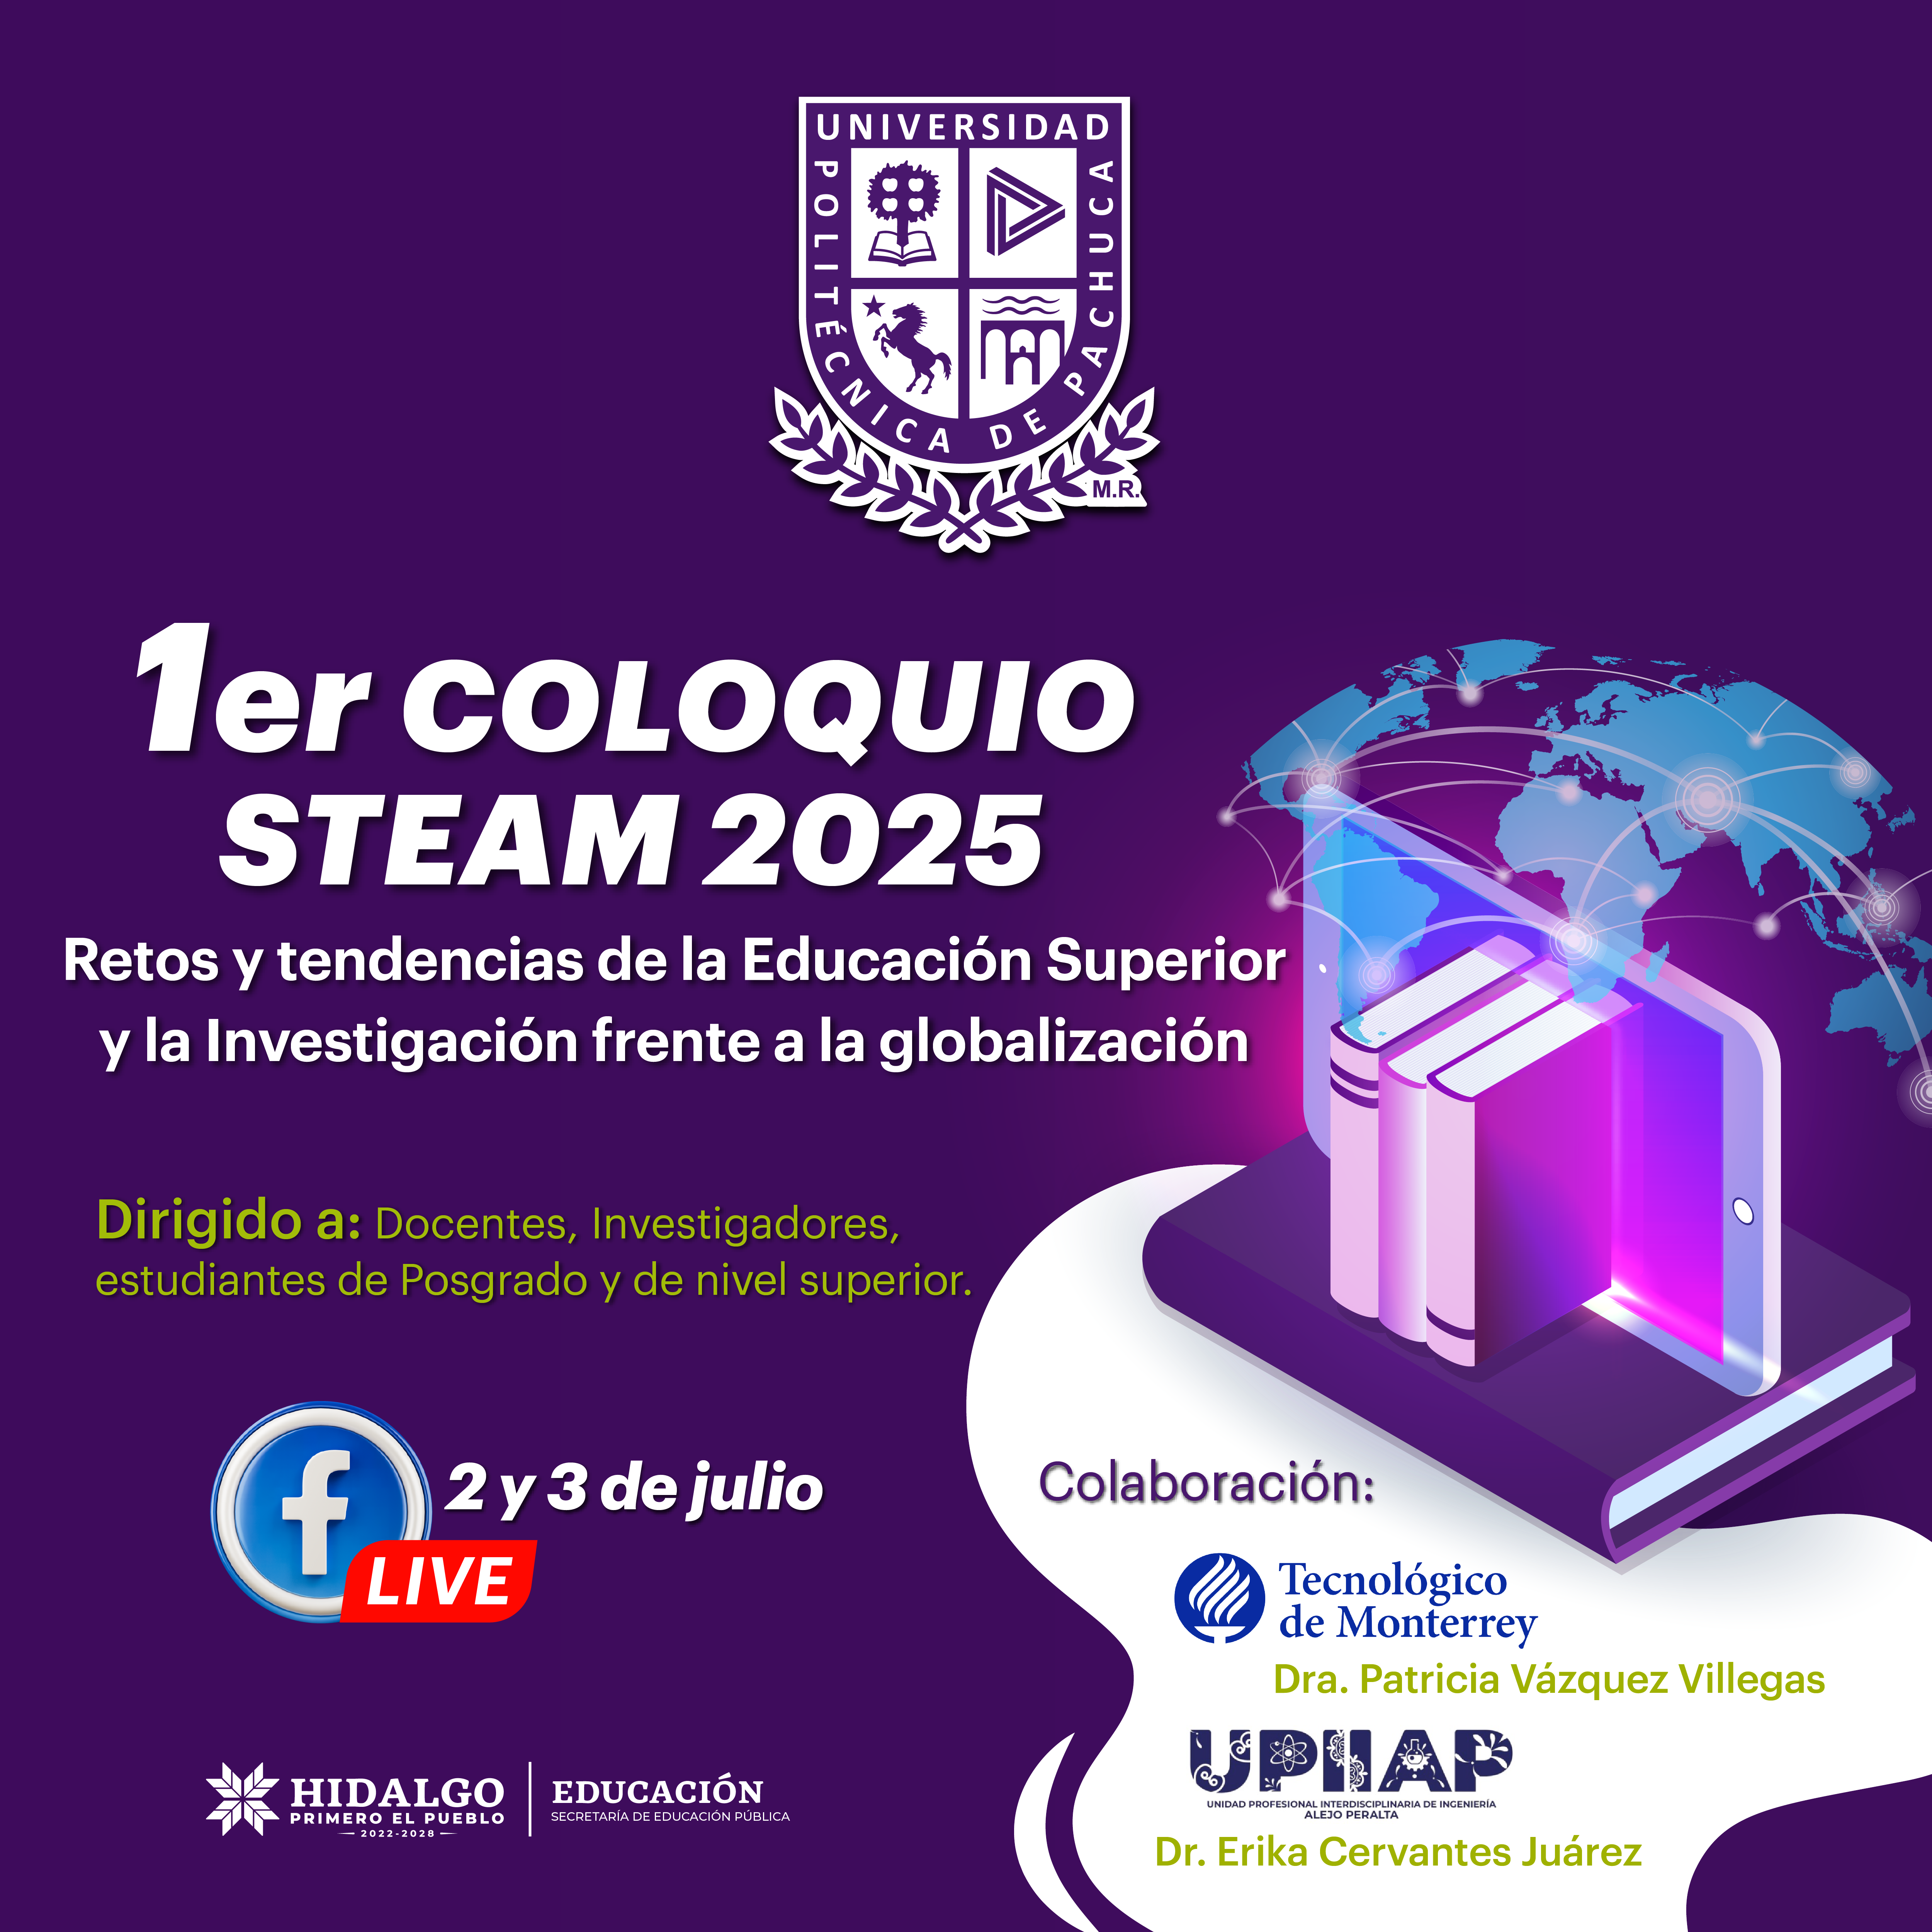 UNIVERSIDAD
POLITÉCNICA DE PACHUCA
M.R.
1er COLOQUIO
STEAM 2025
Retos y tendencias de la Educación Superior
y la Investigación frente a la globalización
Dirigido a: Docentes, Investigadores,
estudiantes de Posgrado y de nivel superior.
2 y 3 de julio
LIVE
Colaboración:
Tecnológico
de Monterrey
Dra. Patricia Vázquez Villegas
UPIIAP
UNIDAD PROFESIONAL INTERDISCIPLINARIA DE INGENIERÍA
ALEJO PERALTA
Dr. Erika Cervantes Juárez
HIDALGO
PRIMERO EL PUEBLO
2022-2028
EDUCACIÓN
SECRETARÍA DE EDUCACIÓN PÚBLICA